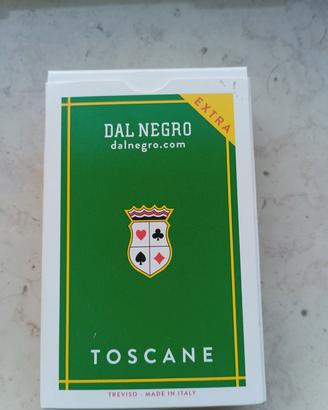 EXTRA
DAL NEGRO
dalnegro.com
TOSCANE
TREVISO - MADE IN ITALY